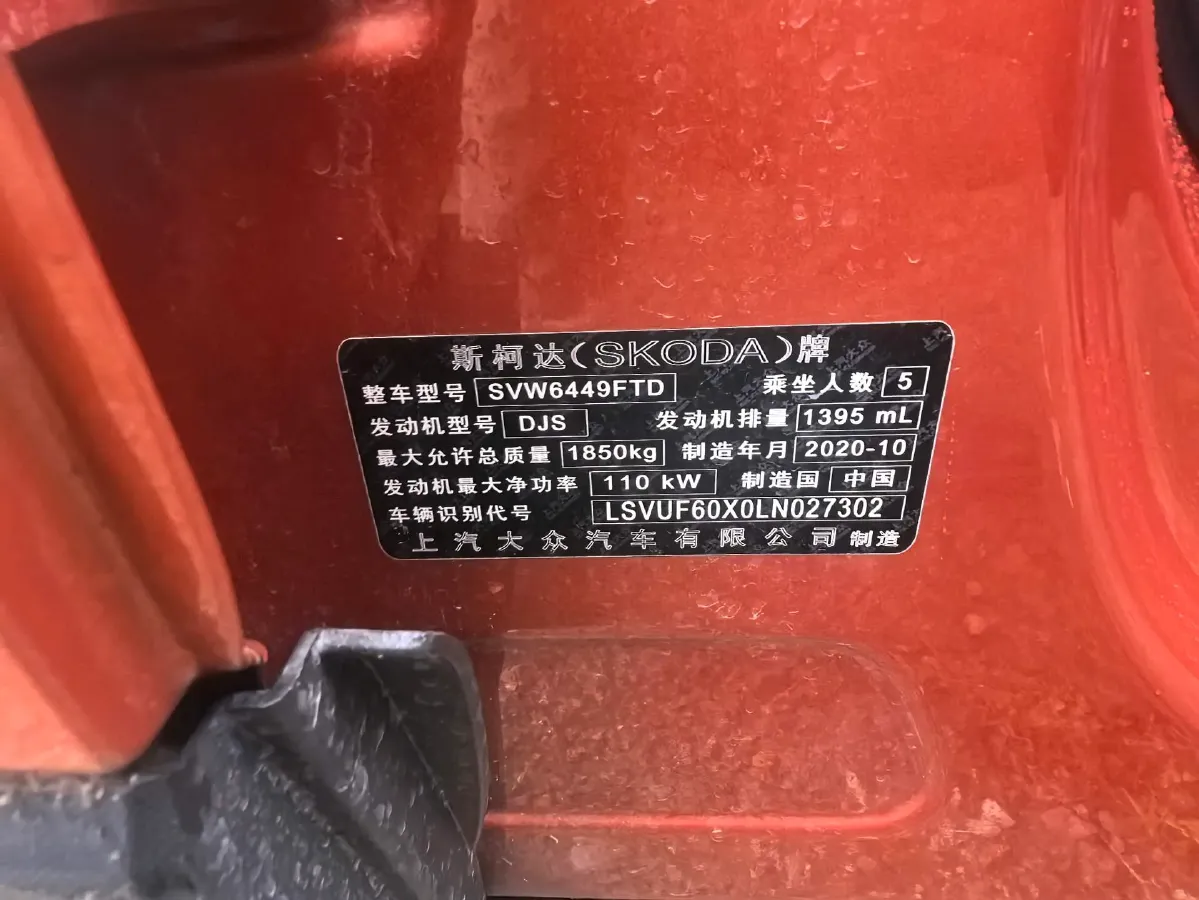 斯柯达(SKODA)牌
整车型号 SVW6449FTD 乘坐人数 5
发动机型号 DJS 发动机排量 1395 mL
最大允许总质量 1850kg 制造年月 2020-10
发动机最大净功率 110 kW 制造国 中国
车辆识别代号 LSVUF60X0LN027302
上汽大众汽车有限公司 制造